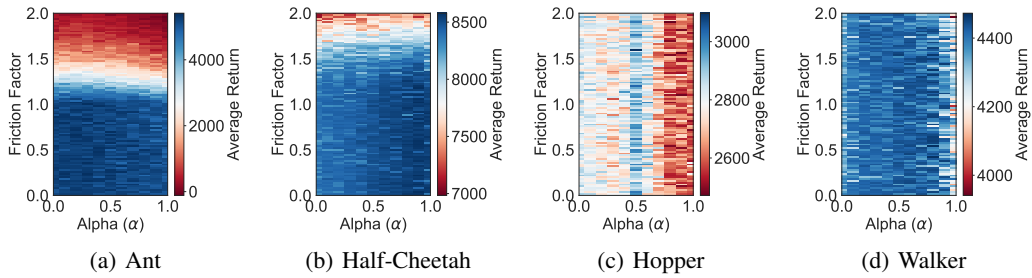 2.0
1.5
1.0
0.5
0.0
Friction Factor
0.0 0.5 1.0
Alpha (α)
4000
2000
0
Average Return
(a) Ant
2.0
1.5
1.0
0.5
0.0
Friction Factor
0.0 0.5 1.0
Alpha (α)
8500
8000
7500
7000
Average Return
(b) Half-Cheetah
2.0
1.5
1.0
0.5
0.0
Friction Factor
0.0 0.5 1.0
Alpha (α)
3000
2800
2600
Average Return
(c) Hopper
2.0
1.5
1.0
0.5
0.0
Friction Factor
0.0 0.5 1.0
Alpha (α)
4400
4200
4000
Average Return
(d) Walker